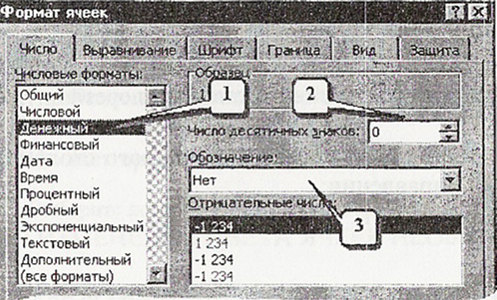 Формат ячеек
Число Выравнивание Шрифт Граница Вид Защита
Числовые форматы:
Общий
Числовой
Денежный
Финансовый
Дата
Время
Процентный
Дробный
Экспоненциальный
Текстовый
Дополнительный
(все форматы)
Образец
1
1
2
Число десятичных знаков: 0
Обозначение:
Нет
Отрицательные числа:
3
-1 234
1 234
-1 234
-1 234